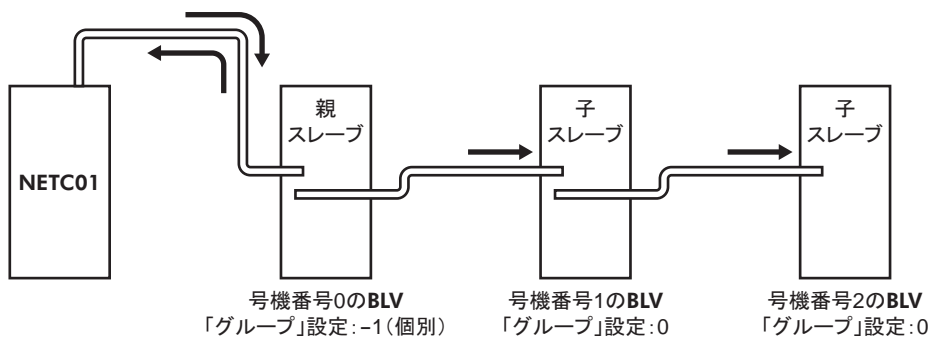 NETC01
親
スレーブ
子
スレーブ
子
スレーブ
号機番号0のBLV
「グループ」設定:-1(個別)
号機番号1のBLV
「グループ」設定:0
号機番号2のBLV
「グループ」設定:0